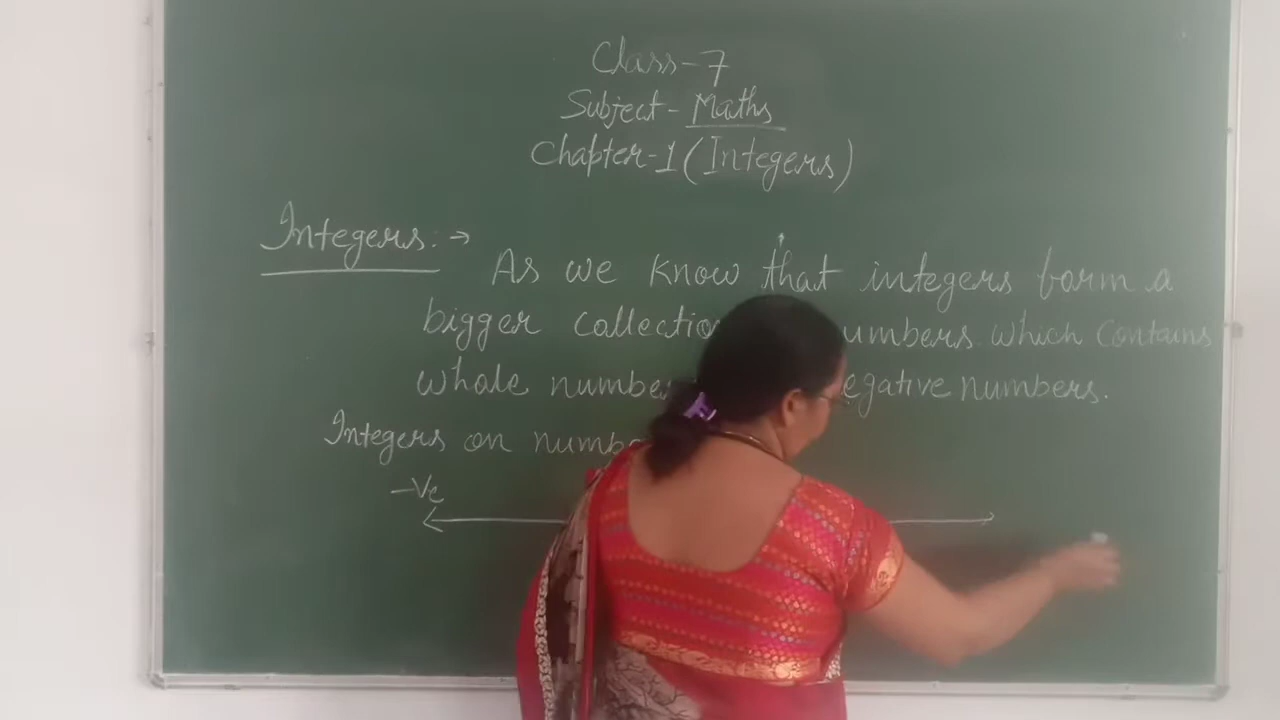 Class-7
Subject- Maths
Chapter-1 (Integers)
Integers: →
As we know that integers form a
bigger collectio umbers which contains
whole numbe egative numbers.
Integers on numb
-Ve